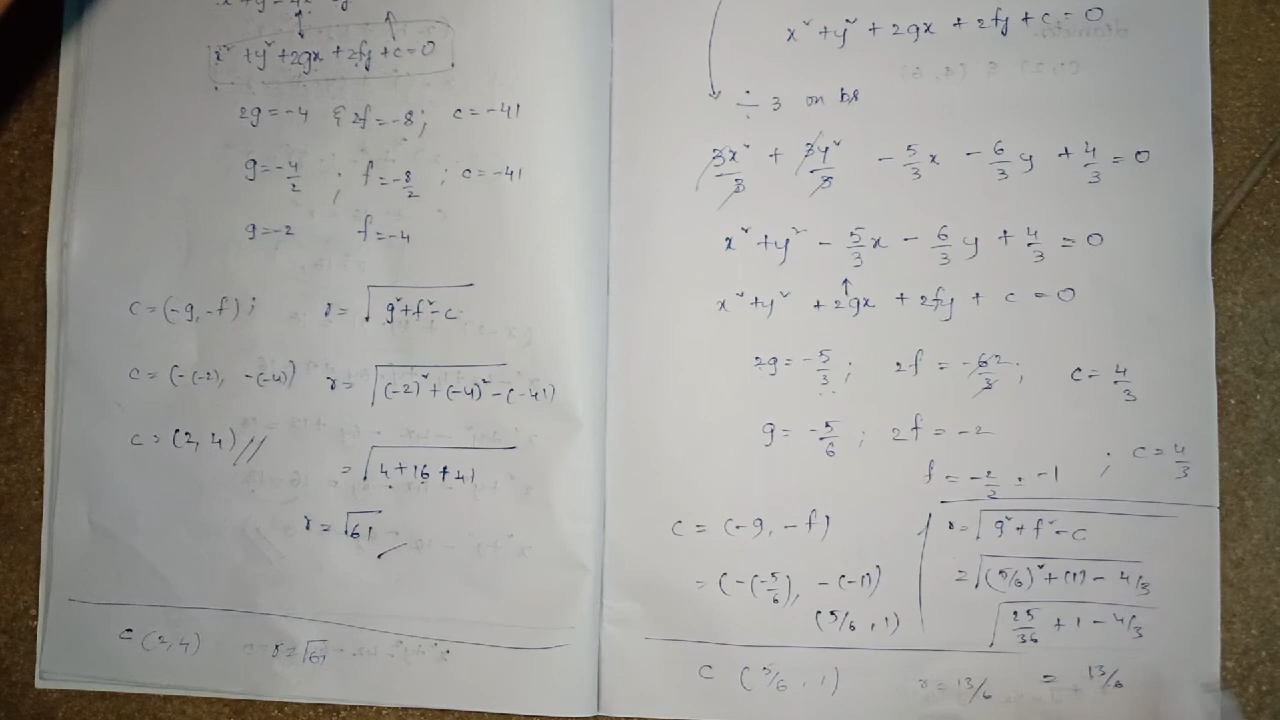 x² + y² + 2gx + 2fy + c = 0
2g = -4 & 2f = -8 ; c = -41
g = -4/2 ; f = -8/2 ; c = -41
g = -2 f = -4
c = (-g, -f) ; r = √(g² + f² - c)
c = (-(-2), -(-4)) r = √((-2)² + (-4)² - (-41))
c = (2, 4) // = √(4 + 16 + 41)
r = √61
c (2, 4) r = √61
x² + y² + 2gx + 2fy + c = 0
÷ 3 on bs
3x²/3 + 3y²/3 - 5/3 x - 6/3 y + 4/3 = 0
x² + y² - 5/3 x - 6/3 y + 4/3 = 0
x² + y² + 2gx + 2fy + c = 0
2g = -5/3 ; 2f = -6 2/3 ; c = 4/3
g = -5/6 ; 2f = -2
f = -2/2 = -1 ; c = 4/3
c = (-g, -f)
= (-(-5/6), -(-1))
(5/6, 1)
r = √(g² + f² - c)
= √((5/6)² + (1) - 4/3)
√(25/36 + 1 - 4/3)
c (5/6, 1) r = 13/6 = 13/6